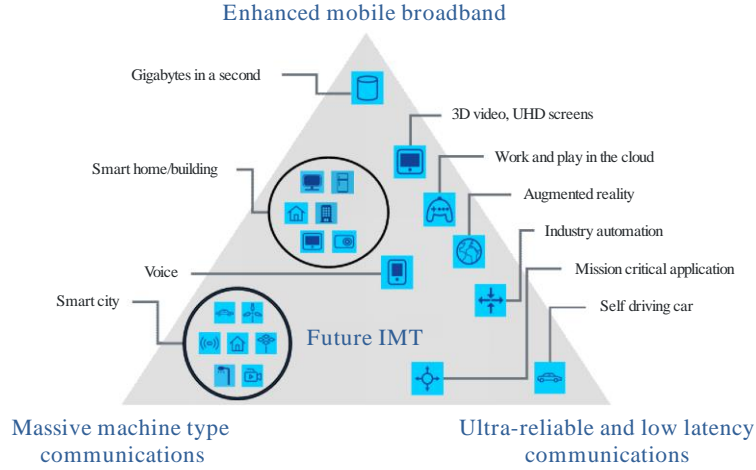 Enhanced mobile broadband
Gigabytes in a second
3D video, UHD screens
Smart home/building
Work and play in the cloud
Augmented reality
Industry automation
Voice
Mission critical application
Smart city
Self driving car
Future IMT
Massive machine type
communications
Ultra-reliable and low latency
communications